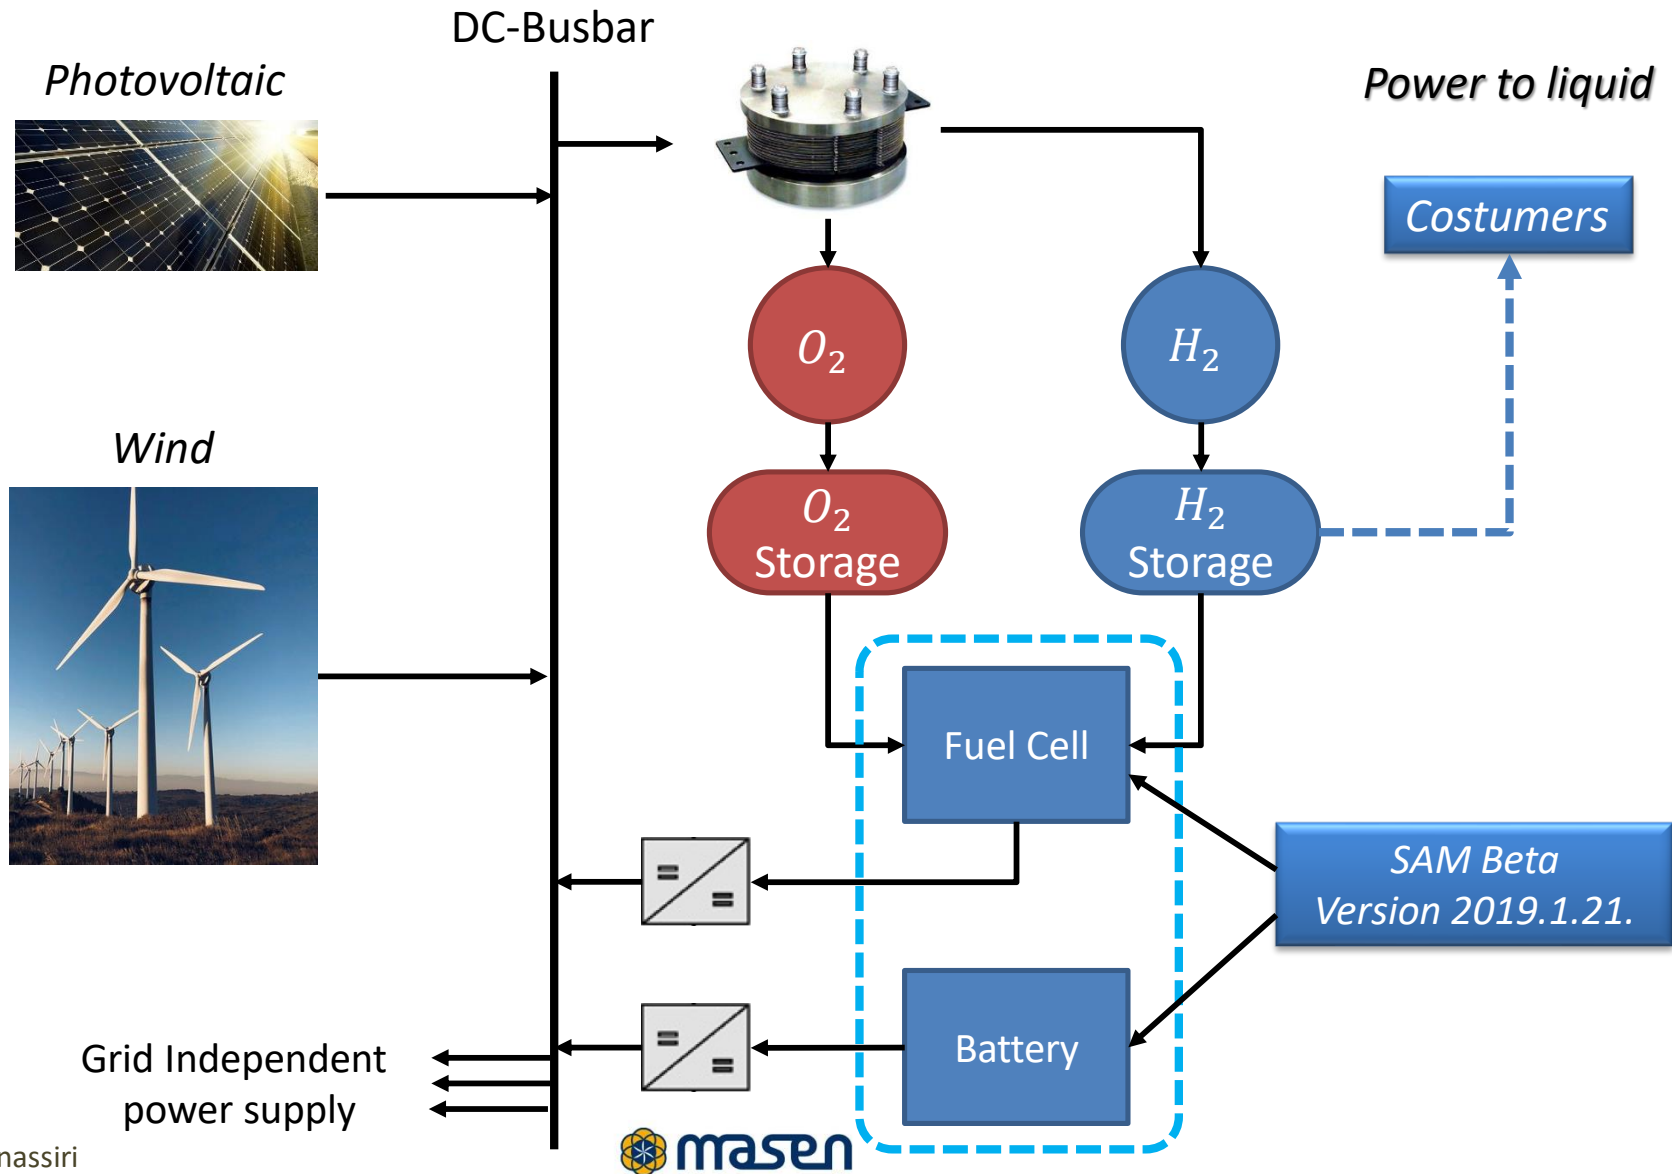 DC-Busbar
Photovoltaic
Power to liquid
Costumers
O2
H2
Wind
O2
Storage
H2
Storage
Fuel Cell
SAM Beta
Version 2019.1.21.
Battery
Grid Independent
power supply
masen
nassiri